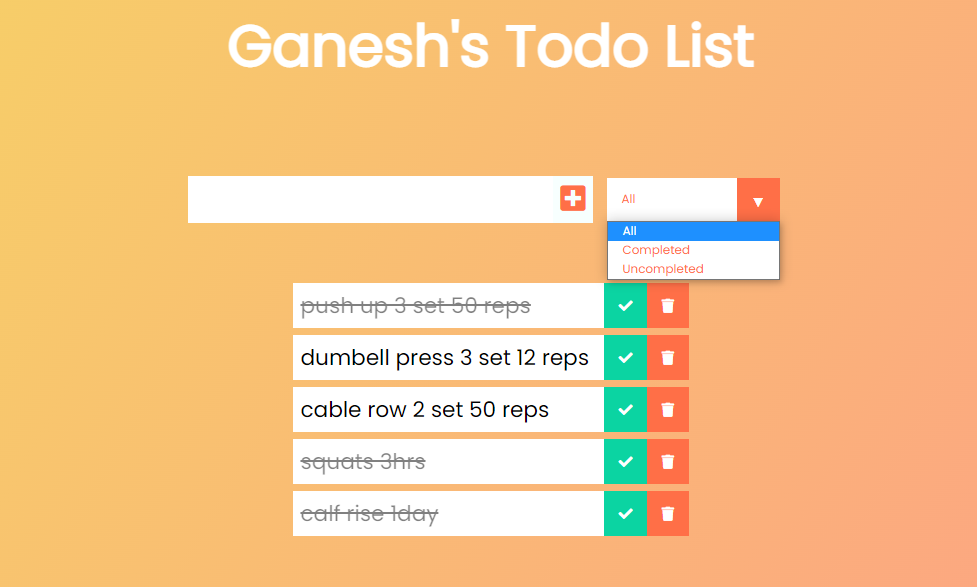 Ganesh's Todo List
All
All
Completed
Uncompleted
push up 3 set 50 reps
dumbell press 3 set 12 reps
cable row 2 set 50 reps
squats 3hrs
calf rise 1day